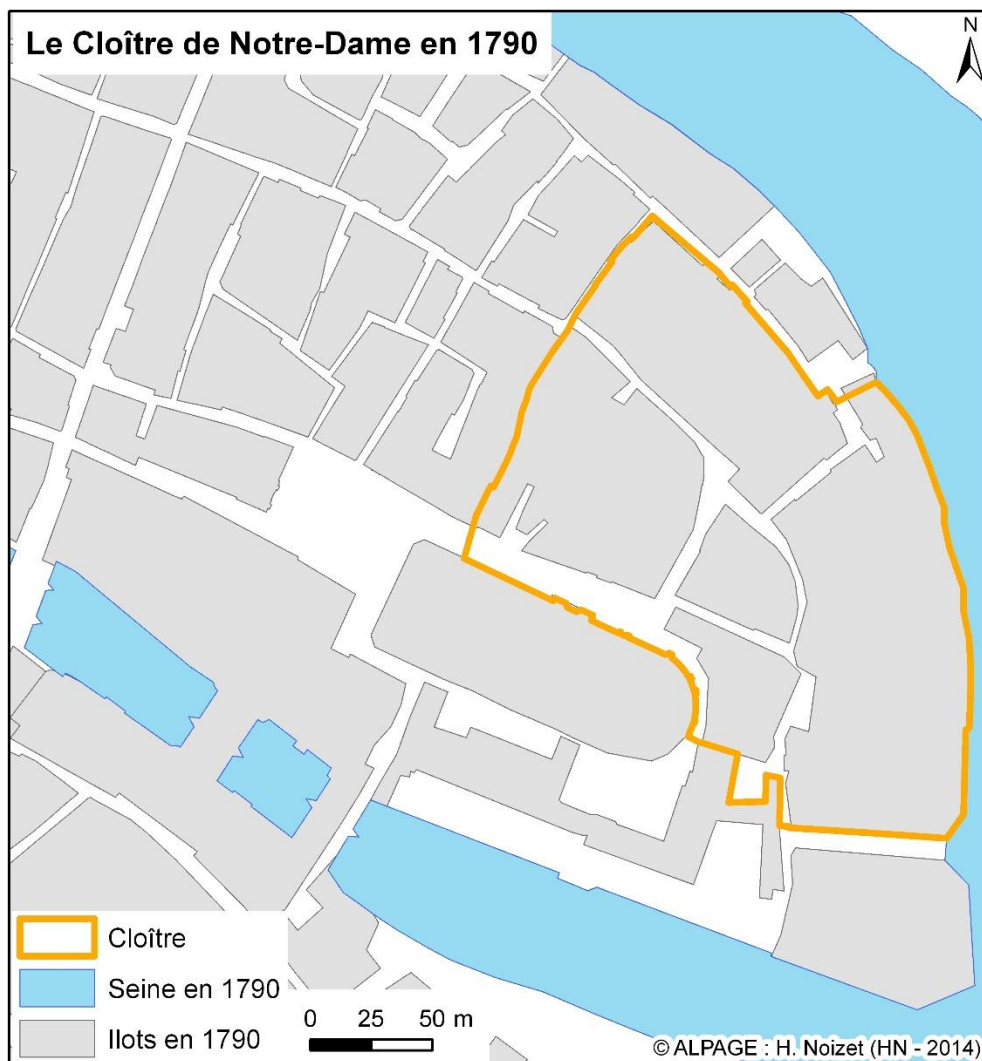 Le Cloître de Notre-Dame en 1790
N
Cloître
Seine en 1790
Ilots en 1790
0 25 50 m
© ALPAGE : H. Noizet (HN - 2014)